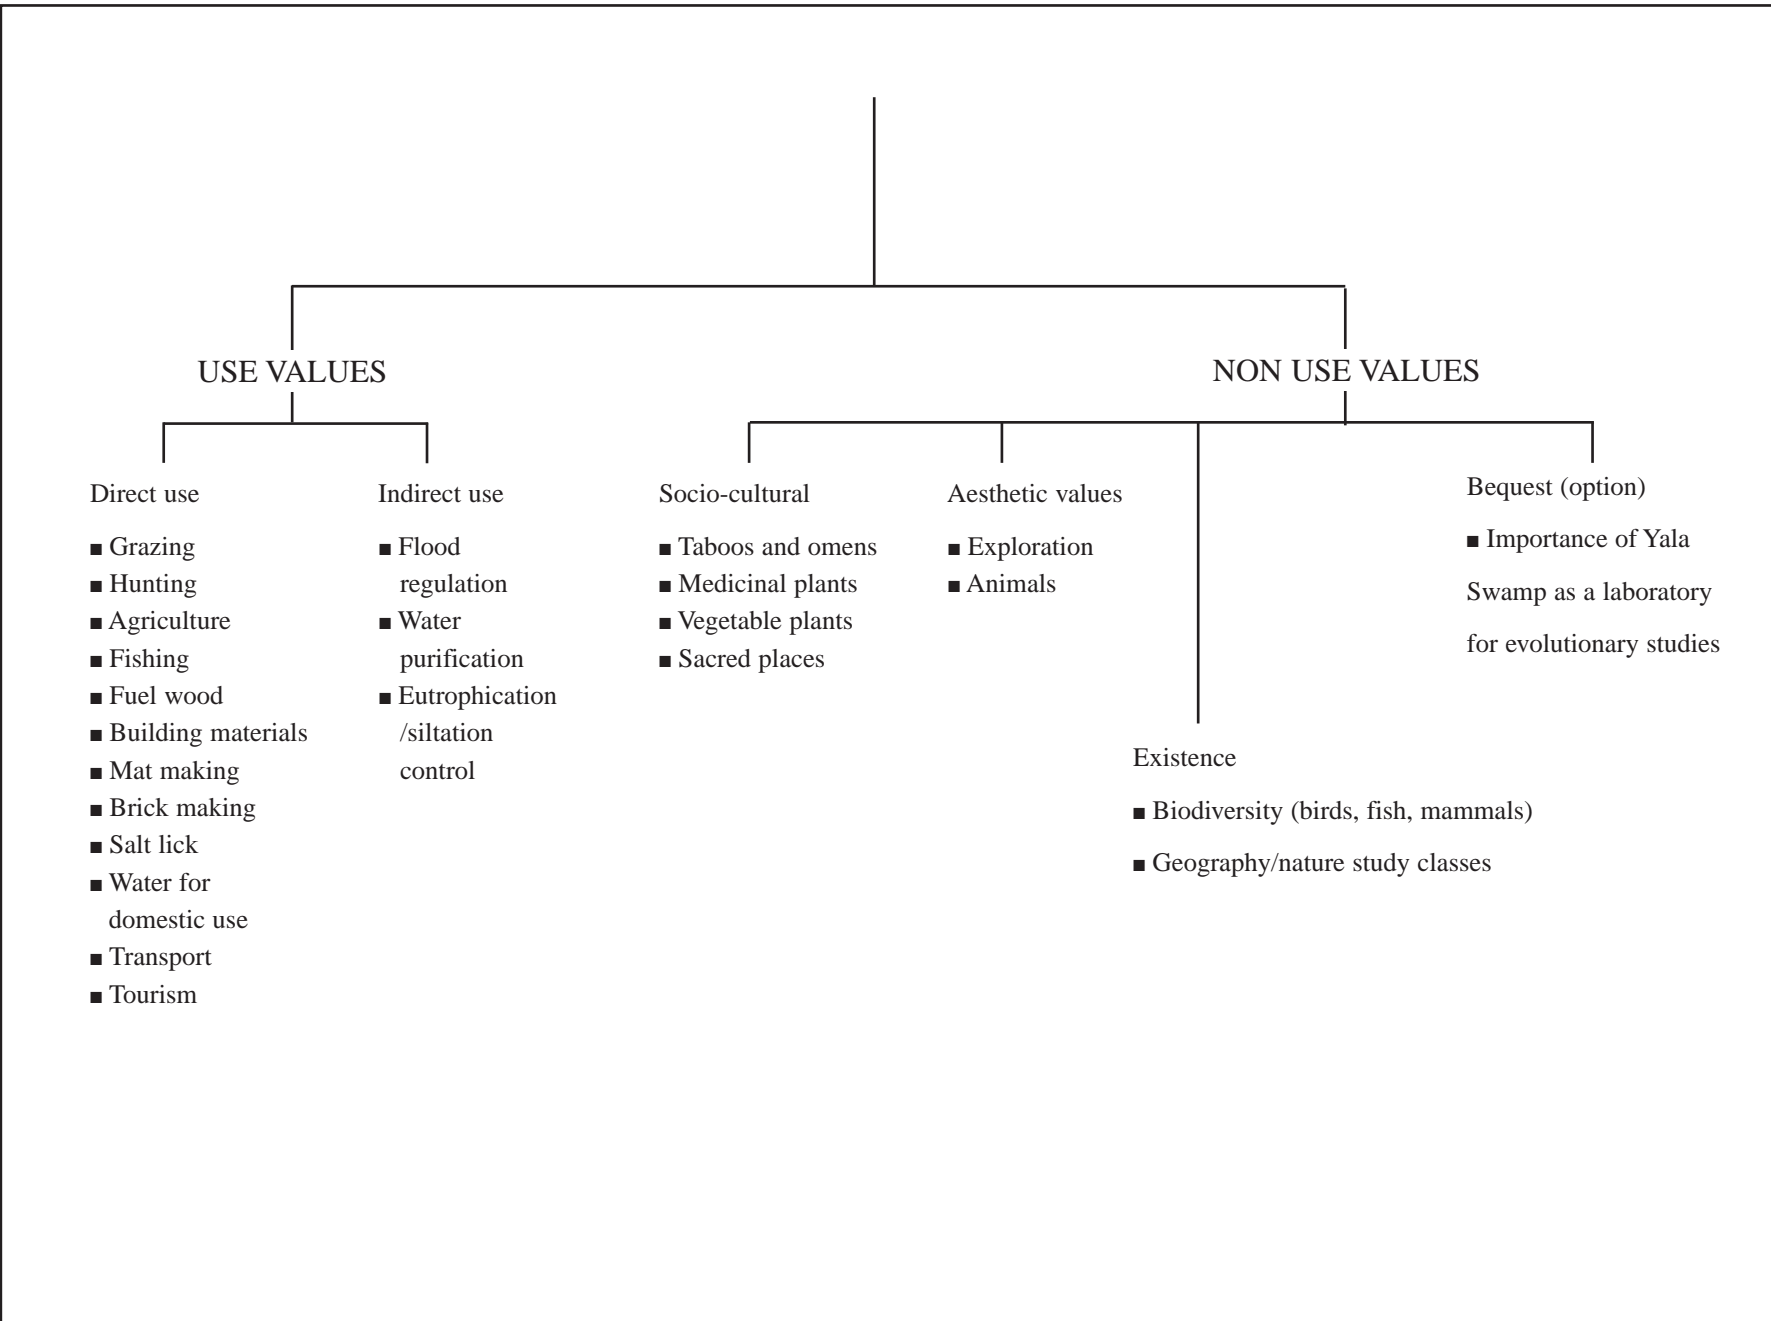 USE VALUES
NON USE VALUES
Direct use
■ Grazing
■ Hunting
■ Agriculture
■ Fishing
■ Fuel wood
■ Building materials
■ Mat making
■ Brick making
■ Salt lick
■ Water for
domestic use
■ Transport
■ Tourism
Indirect use
■ Flood
regulation
■ Water
purification
■ Eutrophication
/siltation
control
Socio-cultural
■ Taboos and omens
■ Medicinal plants
■ Vegetable plants
■ Sacred places
Aesthetic values
■ Exploration
■ Animals
Existence
■ Biodiversity (birds, fish, mammals)
■ Geography/nature study classes
Bequest (option)
■ Importance of Yala
Swamp as a laboratory
for evolutionary studies